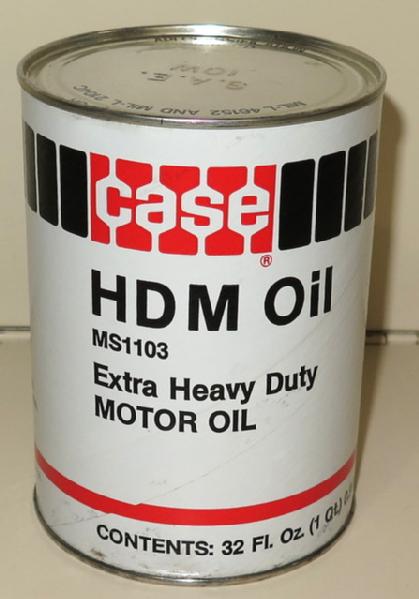 S.A.E.
10W
MIL-L-46152 AND MIL-L-2104C
case
®
HDM Oil
MS1103
Extra Heavy Duty
MOTOR OIL
CONTENTS: 32 Fl. Oz. (1 Qt.)